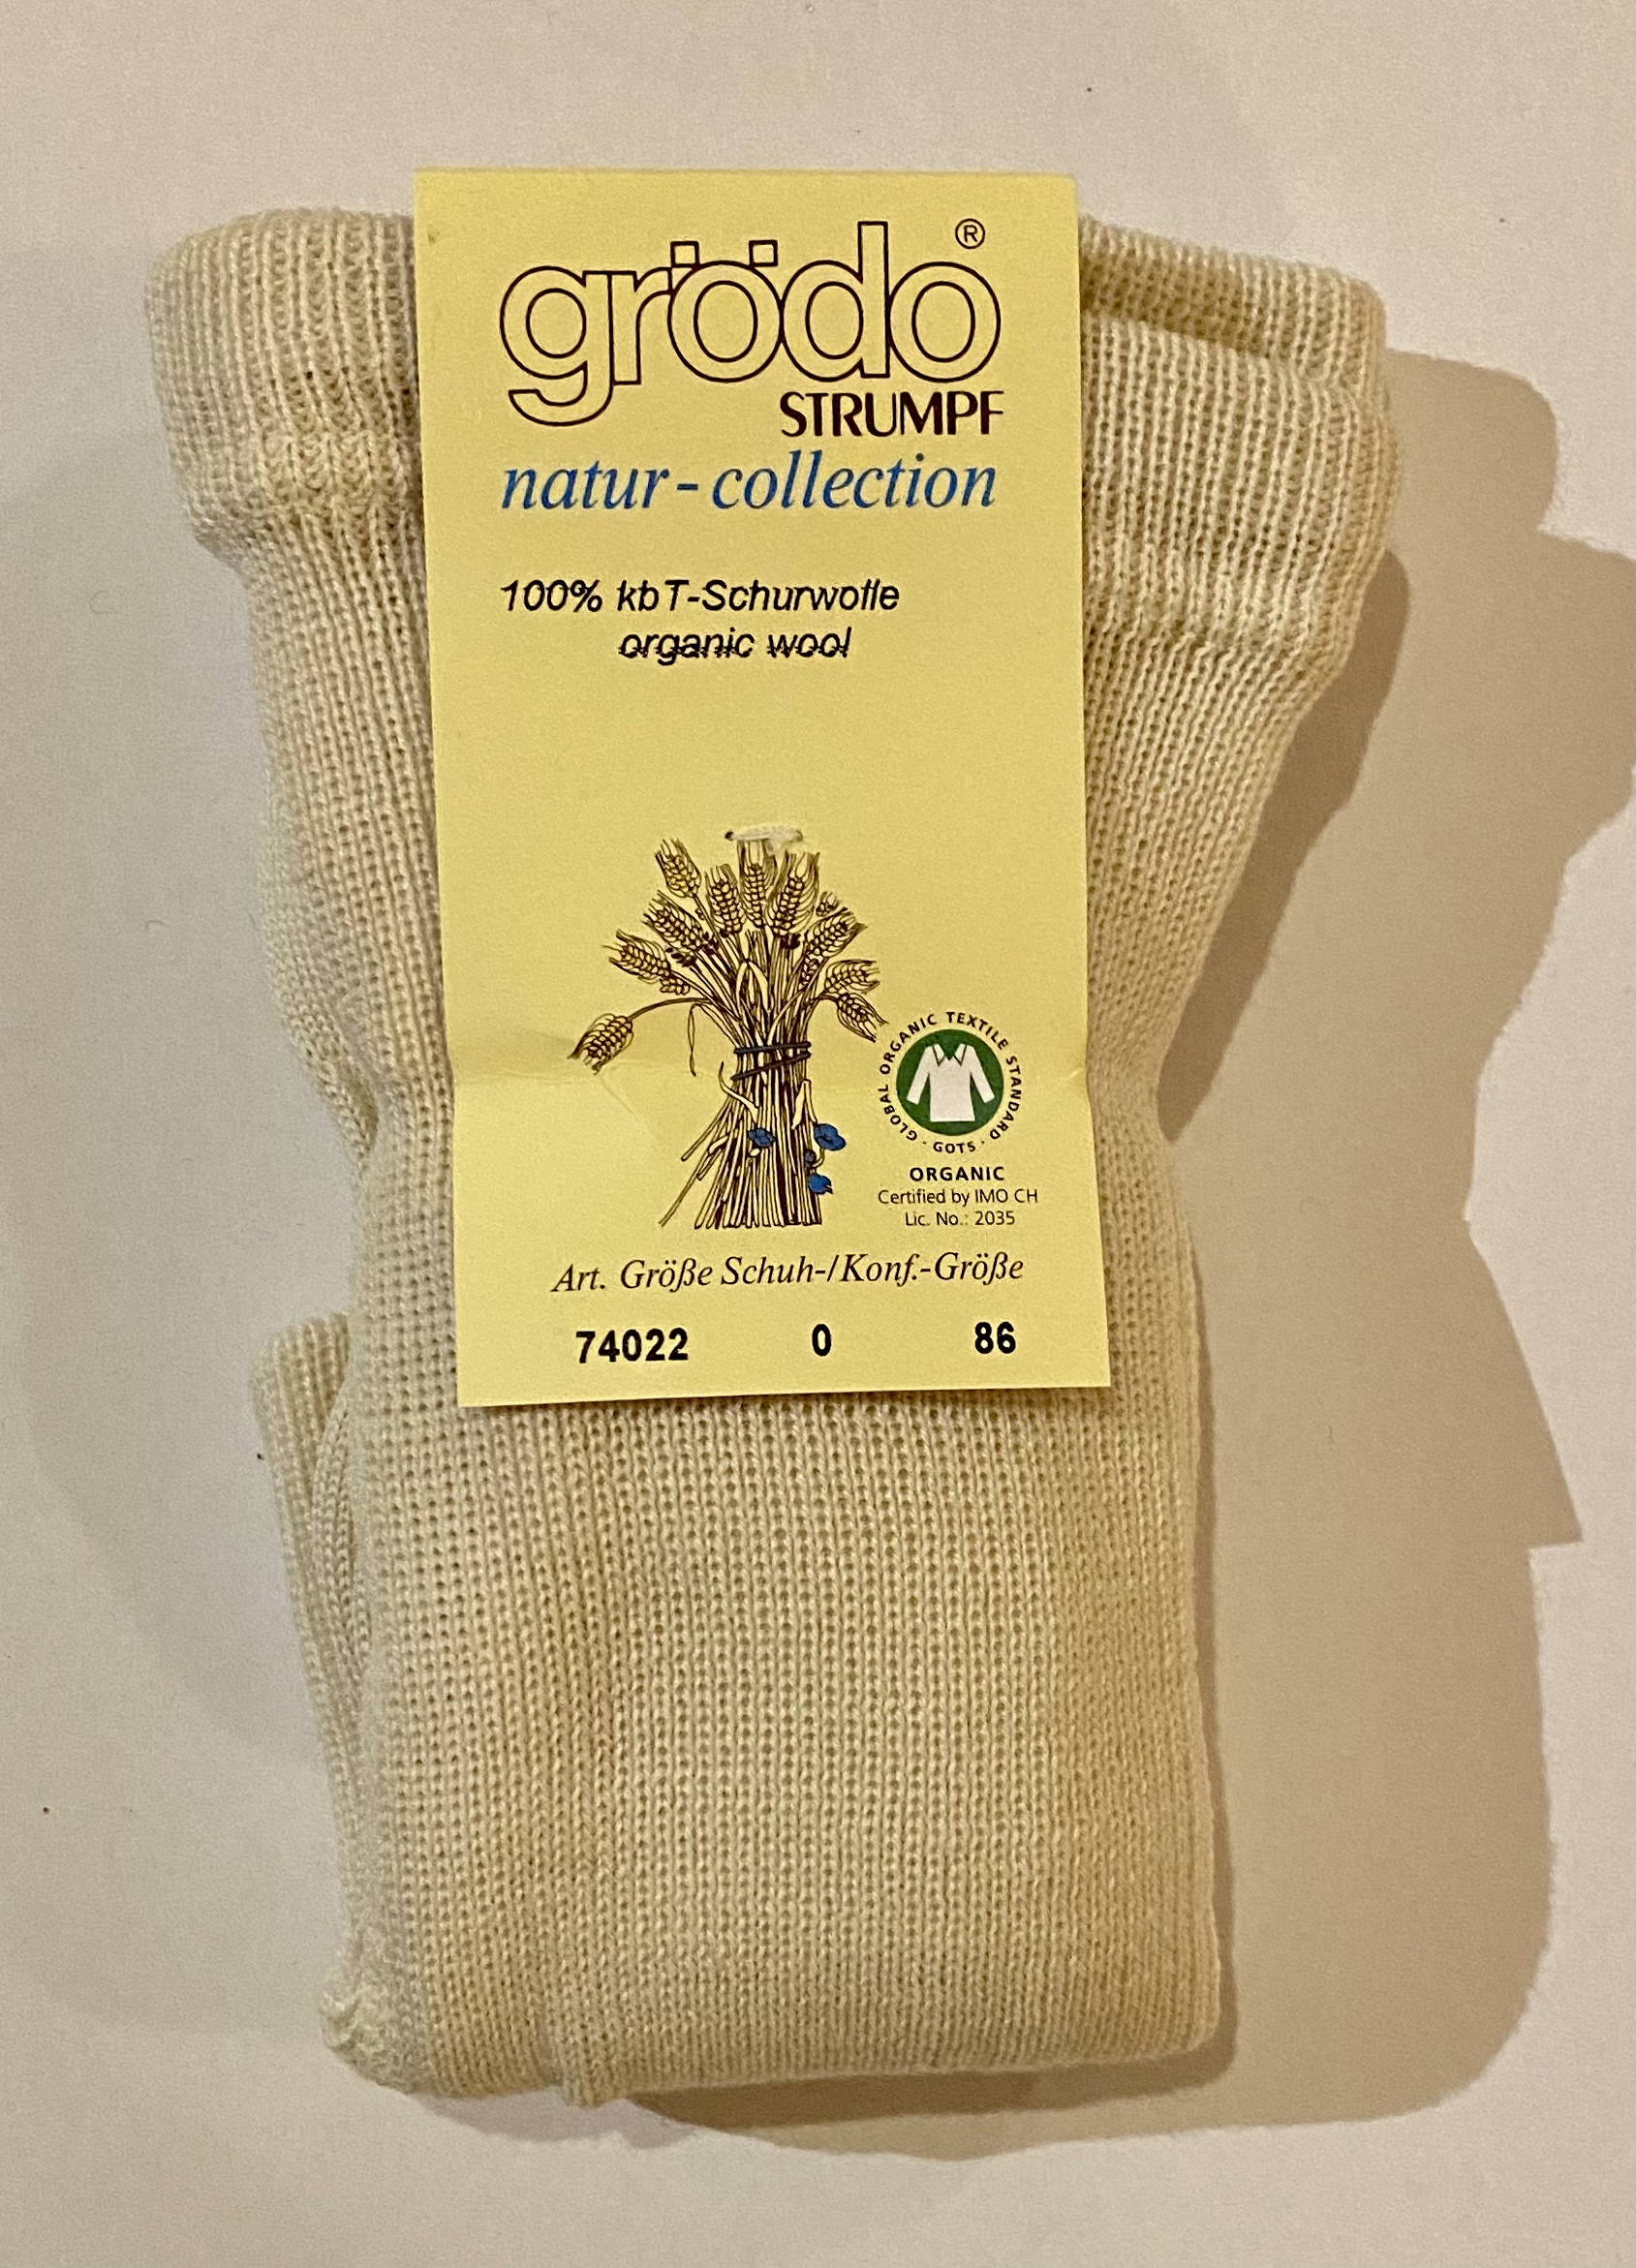 grödo®
STRUMPF
natur-collection
100% kbT-Schurwolle
organic wool
GLOBAL ORGANIC TEXTILE STANDARD · GOTS ·
ORGANIC
Certified by IMO CH
Lic. No.: 2035
Art. Größe Schuh-/Konf.-Größe
74022 0 86